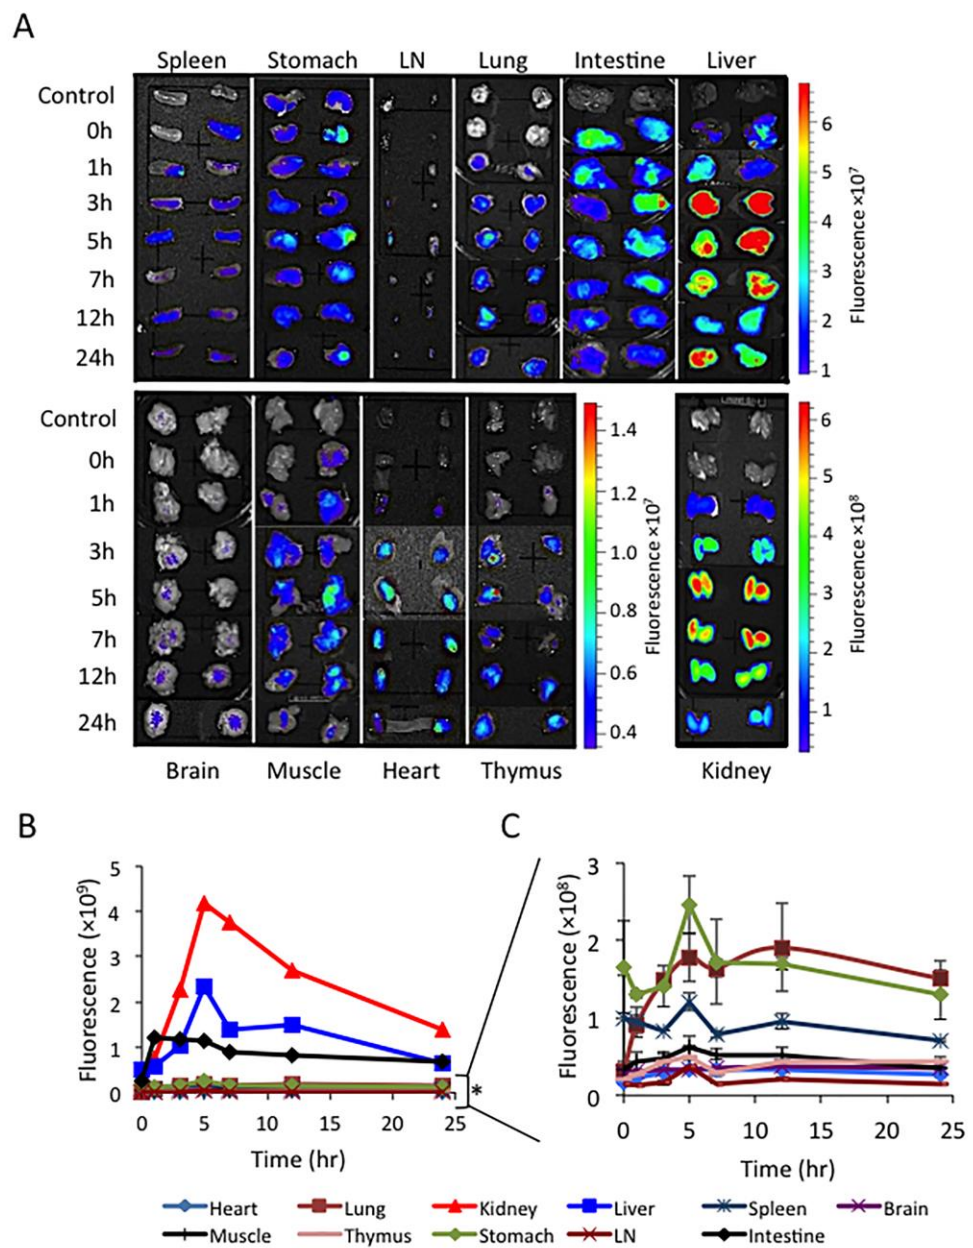 A
Spleen Stomach LN Lung Intestine Liver
Control
0h
1h
3h
5h
7h
12h
24h
6
5
4
3
2
1
Fluorescence ×10⁷
Control
0h
1h
3h
5h
7h
12h
24h
1.4
1.2
1.0
0.8
0.6
0.4
Fluorescence ×10⁷
6
5
4
3
2
1
Fluorescence ×10⁸
Brain Muscle Heart Thymus Kidney
B
Fluorescence (×10⁹)
5
4
3
2
1
0
0 5 10 15 20 25
Time (hr)
*
C
Fluorescence (×10⁸)
3
2
1
0
0 5 10 15 20 25
Time (hr)
Heart Lung Kidney Liver Spleen Brain
Muscle Thymus Stomach LN Intestine